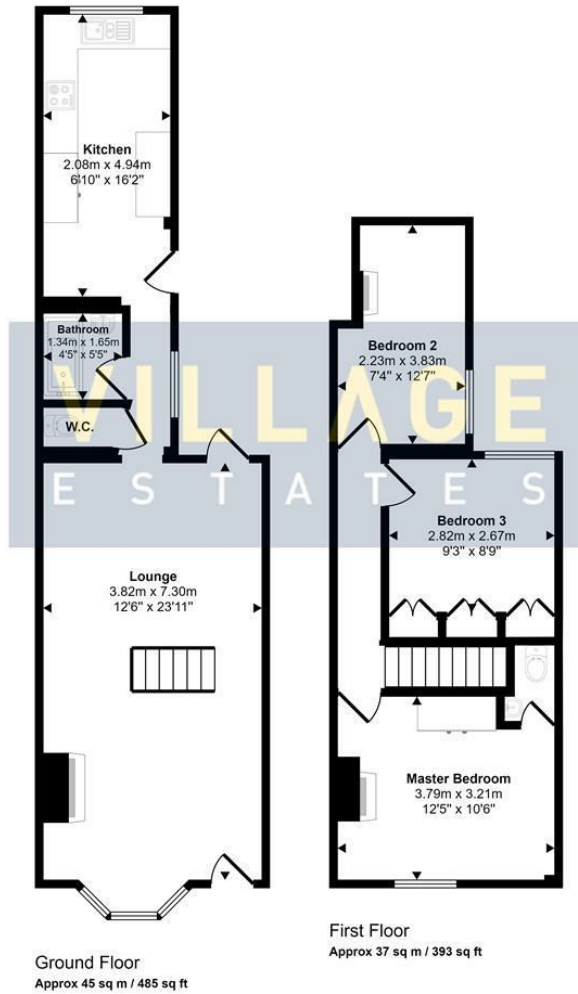 Kitchen
2.08m x 4.94m
6'10" x 16'2"
Bathroom
1.34m x 1.65m
4'5" x 5'5"
W.C.
Lounge
3.82m x 7.30m
12'6" x 23'11"
Bedroom 2
2.23m x 3.83m
7'4" x 12'7"
VILLAGE
ESTATES
Bedroom 3
2.82m x 2.67m
9'3" x 8'9"
Master Bedroom
3.79m x 3.21m
12'5" x 10'6"
Ground Floor
Approx 45 sq m / 485 sq ft
First Floor
Approx 37 sq m / 393 sq ft